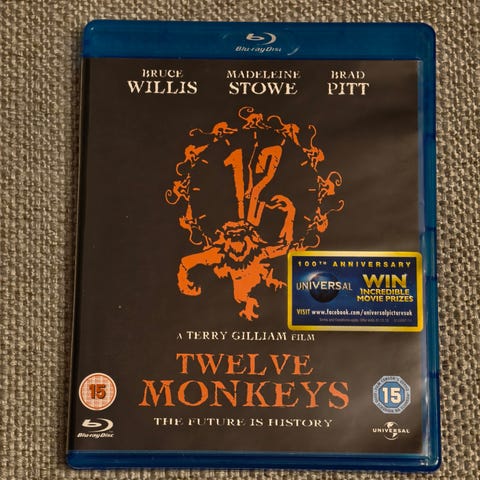 Blu-ray Disc
BRUCE WILLIS
MADELEINE STOWE
BRAD PITT
12
100TH ANNIVERSARY
UNIVERSAL
WIN
INCREDIBLE
MOVIE PRIZES
VISIT www.facebook.com/universalpicturesuk
A TERRY GILLIAM FILM
TWELVE
MONKEYS
THE FUTURE IS HISTORY
15
15
Blu-ray Disc
UNIVERSAL